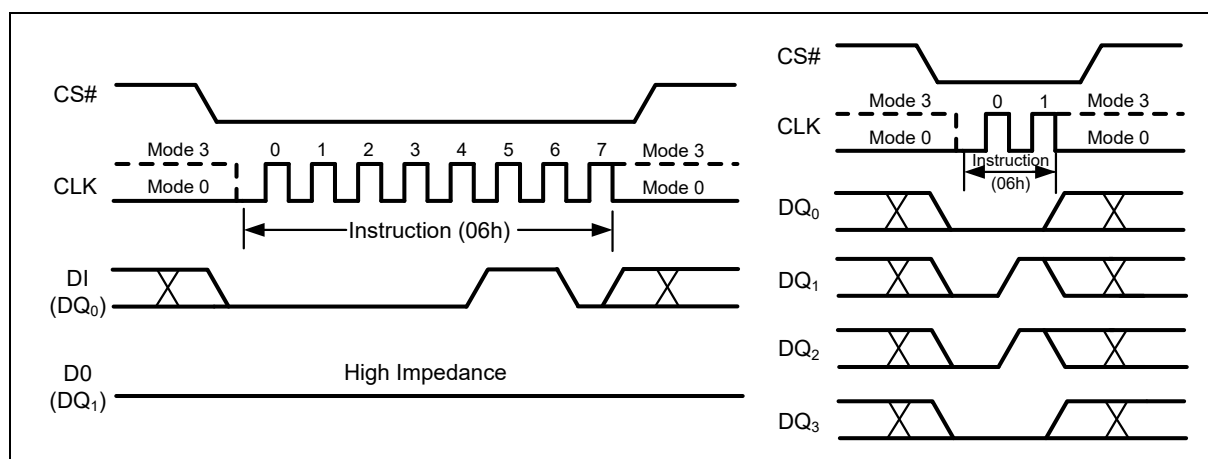 CS#
Mode 3 0 1 2 3 4 5 6 7 Mode 3
CLK
Mode 0 Mode 0
Instruction (06h)
DI
(DQ0)
High Impedance
D0
(DQ1)
CS#
Mode 3 0 1 Mode 3
CLK
Mode 0 Mode 0
Instruction
(06h)
DQ0
DQ1
DQ2
DQ3